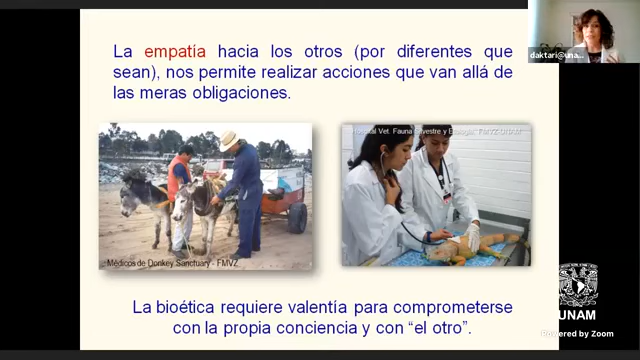 La empatía hacia los otros (por diferentes que
sean), nos permite realizar acciones que van allá de
las meras obligaciones.
Hospital Vet. Fauna Silvestre y Etología, FMVZ-UNAM
Médicos de Donkey Sanctuary - FMVZ
La bioética requiere valentía para comprometerse
con la propia conciencia y con “el otro”.
daktari@una...
UNAM
Powered by Zoom